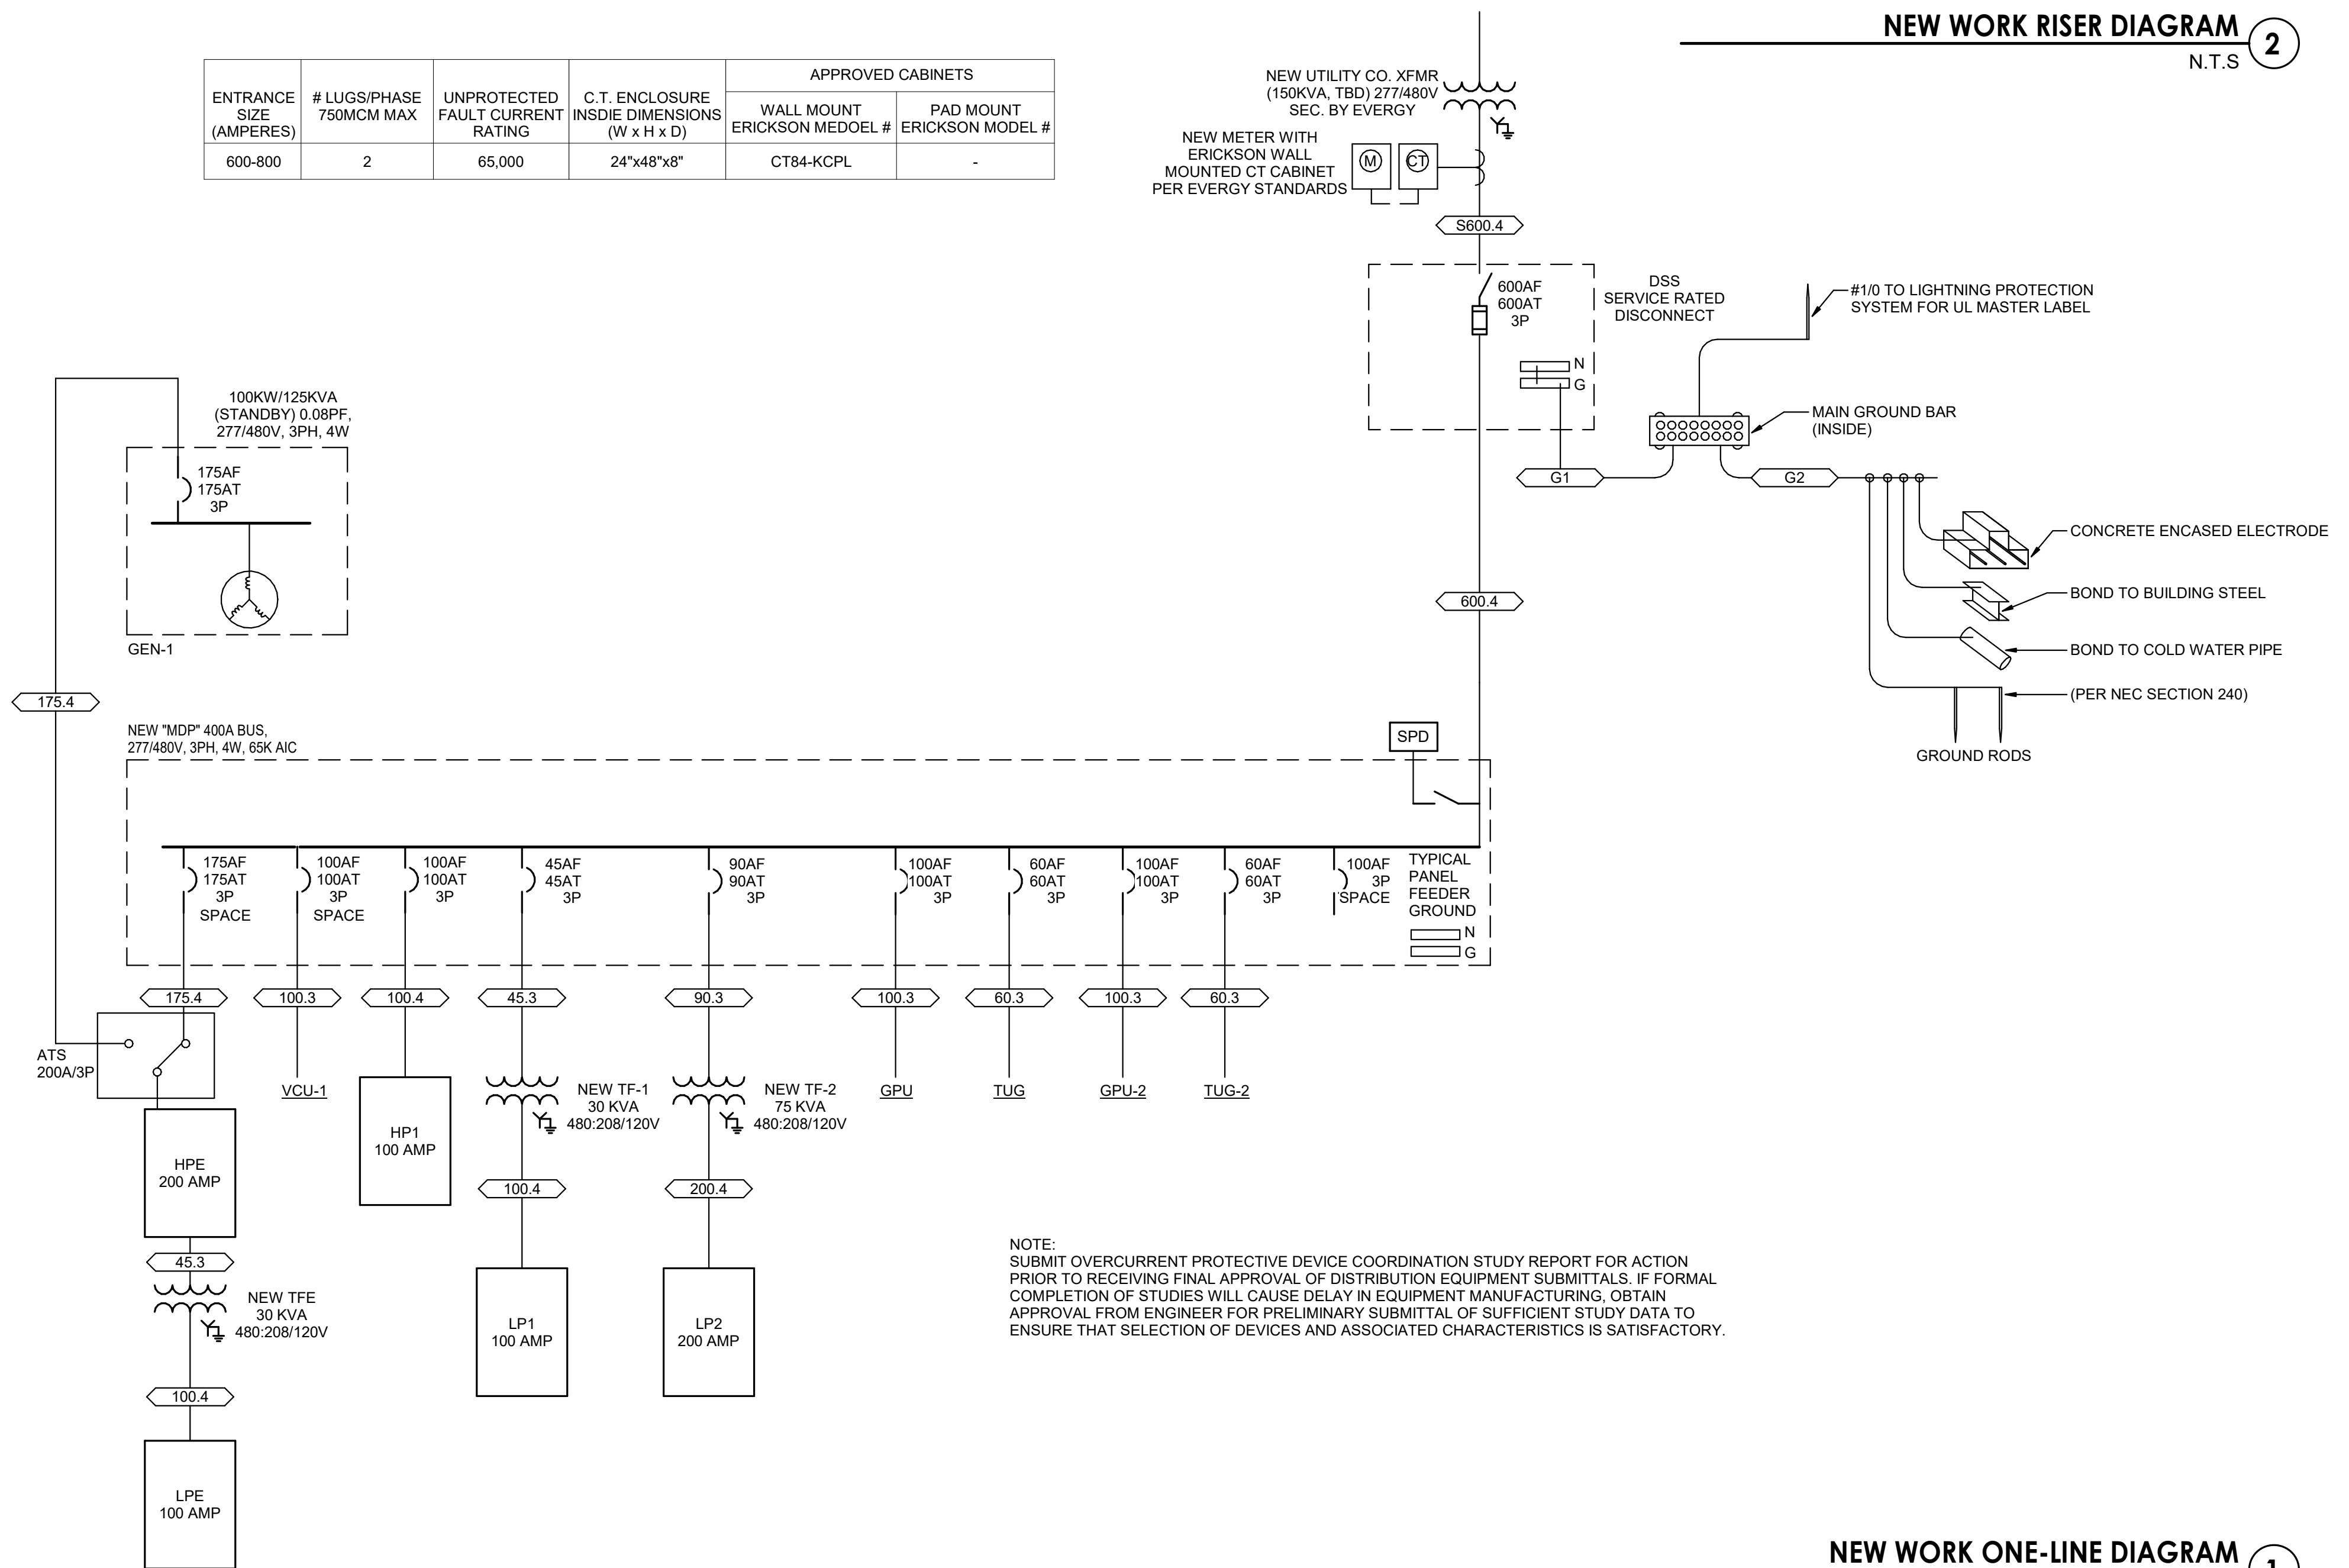 NEW WORK RISER DIAGRAM
2
N.T.S
APPROVED CABINETS
ENTRANCE
SIZE
(AMPERES)
# LUGS/PHASE
750MCM MAX
UNPROTECTED
FAULT CURRENT
RATING
C.T. ENCLOSURE
INSDIE DIMENSIONS
(W x H x D)
WALL MOUNT
ERICKSON MEDOEL #
PAD MOUNT
ERICKSON MODEL #
600-800
2
65,000
24"x48"x8"
CT84-KCPL
-
NEW UTILITY CO. XFMR
(150KVA, TBD) 277/480V
SEC. BY EVERGY
NEW METER WITH
ERICKSON WALL
MOUNTED CT CABINET
PER EVERGY STANDARDS
M
CT
S600.4
600AF
600AT
3P
DSS
SERVICE RATED
DISCONNECT
N
G
#1/0 TO LIGHTNING PROTECTION
SYSTEM FOR UL MASTER LABEL
MAIN GROUND BAR
(INSIDE)
G1
G2
CONCRETE ENCASED ELECTRODE
BOND TO BUILDING STEEL
BOND TO COLD WATER PIPE
(PER NEC SECTION 240)
GROUND RODS
100KW/125KVA
(STANDBY) 0.08PF,
277/480V, 3PH, 4W
175AF
175AT
3P
GEN-1
600.4
175.4
NEW "MDP" 400A BUS,
277/480V, 3PH, 4W, 65K AIC
SPD
175AF
175AT
3P
SPACE
100AF
100AT
3P
SPACE
100AF
100AT
3P
45AF
45AT
3P
90AF
90AT
3P
100AF
100AT
3P
60AF
60AT
3P
100AF
100AT
3P
60AF
60AT
3P
100AF
3P
SPACE
TYPICAL
PANEL
FEEDER
GROUND
N
G
175.4
100.3
100.4
45.3
90.3
100.3
60.3
100.3
60.3
ATS
200A/3P
VCU-1
HP1
100 AMP
NEW TF-1
30 KVA
480:208/120V
NEW TF-2
75 KVA
480:208/120V
GPU
TUG
GPU-2
TUG-2
HPE
200 AMP
100.4
200.4
45.3
NEW TFE
30 KVA
480:208/120V
LP1
100 AMP
LP2
200 AMP
100.4
LPE
100 AMP
NOTE:
SUBMIT OVERCURRENT PROTECTIVE DEVICE COORDINATION STUDY REPORT FOR ACTION
PRIOR TO RECEIVING FINAL APPROVAL OF DISTRIBUTION EQUIPMENT SUBMITTALS. IF FORMAL
COMPLETION OF STUDIES WILL CAUSE DELAY IN EQUIPMENT MANUFACTURING, OBTAIN
APPROVAL FROM ENGINEER FOR PRELIMINARY SUBMITTAL OF SUFFICIENT STUDY DATA TO
ENSURE THAT SELECTION OF DEVICES AND ASSOCIATED CHARACTERISTICS IS SATISFACTORY.
NEW WORK ONE-LINE DIAGRAM
1